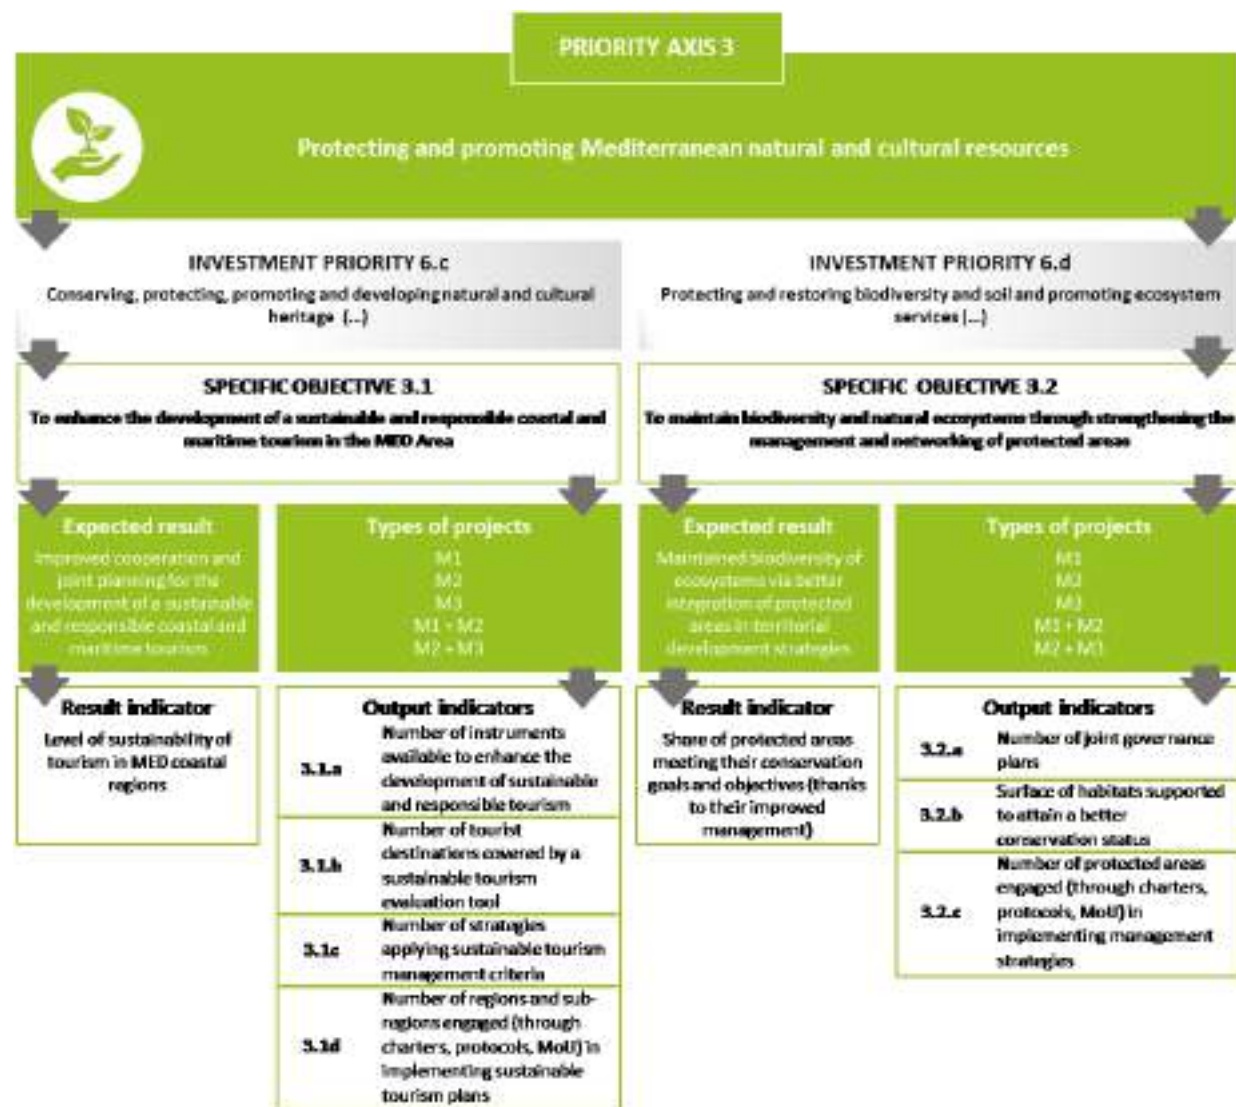 PRIORITY AXIS 3
Protecting and promoting Mediterranean natural and cultural resources
INVESTMENT PRIORITY 6.c
Conserving, protecting, promoting and developing natural and cultural
heritage (...)
INVESTMENT PRIORITY 6.d
Protecting and restoring biodiversity and soil and promoting ecosystem
services (...)
SPECIFIC OBJECTIVE 3.1
To enhance the development of a sustainable and responsible coastal and
maritime tourism in the MED Area
SPECIFIC OBJECTIVE 3.2
To maintain biodiversity and natural ecosystems through strengthening the
management and networking of protected areas
Expected result
Improved cooperation and
joint planning for the
development of a sustainable
and responsible coastal and
maritime tourism
Types of projects
M1
M2
M3
M1 + M2
M2 + M3
Expected result
Maintained biodiversity of
ecosystems via better
integration of protected
areas in territorial
development strategies
Types of projects
M1
M2
M3
M1 + M2
M2 + M3
Result indicator
Level of sustainability of
tourism in MED coastal
regions
Output indicators
3.1.a
Number of instruments
available to enhance the
development of sustainable
and responsible tourism
3.1.b
Number of tourist
destinations covered by a
sustainable tourism
evaluation tool
3.1c
Number of strategies
applying sustainable tourism
management criteria
3.1d
Number of regions and sub-
regions engaged (through
charters, protocols, MoU) in
implementing sustainable
tourism plans
Result indicator
Share of protected areas
meeting their conservation
goals and objectives (thanks
to their improved
management)
Output indicators
3.2.a
Number of joint governance
plans
3.2.b
Surface of habitats supported
to attain a better
conservation status
3.2.c
Number of protected areas
engaged (through charters,
protocols, MoU) in
implementing management
strategies